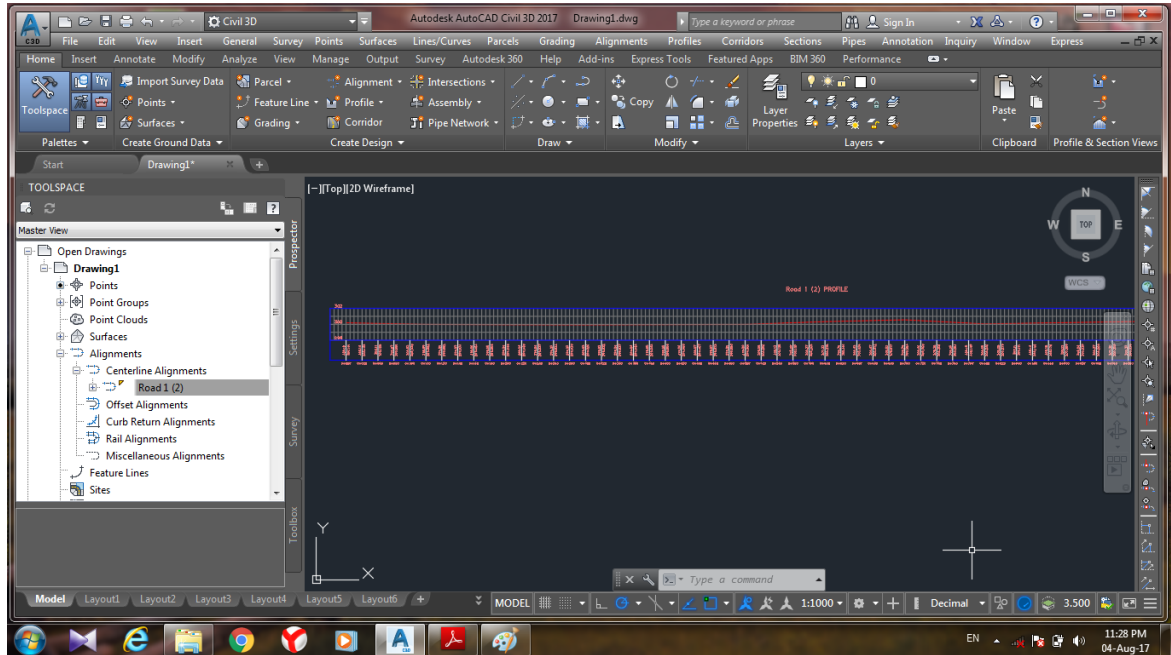 Autodesk AutoCAD Civil 3D 2017 Drawing1.dwg
Civil 3D
Type a keyword or phrase
Sign In
C3D
File Edit View Insert General Survey Points Surfaces Lines/Curves Parcels Grading Alignments Profiles Corridors Sections Pipes Annotation Inquiry Window Express
Home Insert Annotate Modify Analyze View Manage Output Survey Autodesk 360 Help Add-ins Express Tools Featured Apps BIM 360 Performance
Toolspace
Import Survey Data
Points
Surfaces
Parcel
Feature Line
Grading
Alignment
Profile
Corridor
Intersections
Assembly
Pipe Network
Copy
Layer
Properties
0
Paste
Palettes Create Ground Data Create Design Draw Modify Layers Clipboard Profile & Section Views
Start Drawing1* +
TOOLSPACE
Master View
Open Drawings
Drawing1
Points
Point Groups
Point Clouds
Surfaces
Alignments
Centerline Alignments
Road 1 (2)
Offset Alignments
Curb Return Alignments
Rail Alignments
Miscellaneous Alignments
Feature Lines
Sites
Prospector
Settings
Survey
Toolbox
[−][Top][2D Wireframe]
N
W TOP E
S
WCS
Road 1 (2) PROFILE
Y
X
Type a command
Model Layout1 Layout2 Layout3 Layout4 Layout5 Layout6 +
MODEL 1:1000 Decimal 3.500
EN
11:28 PM
04-Aug-17